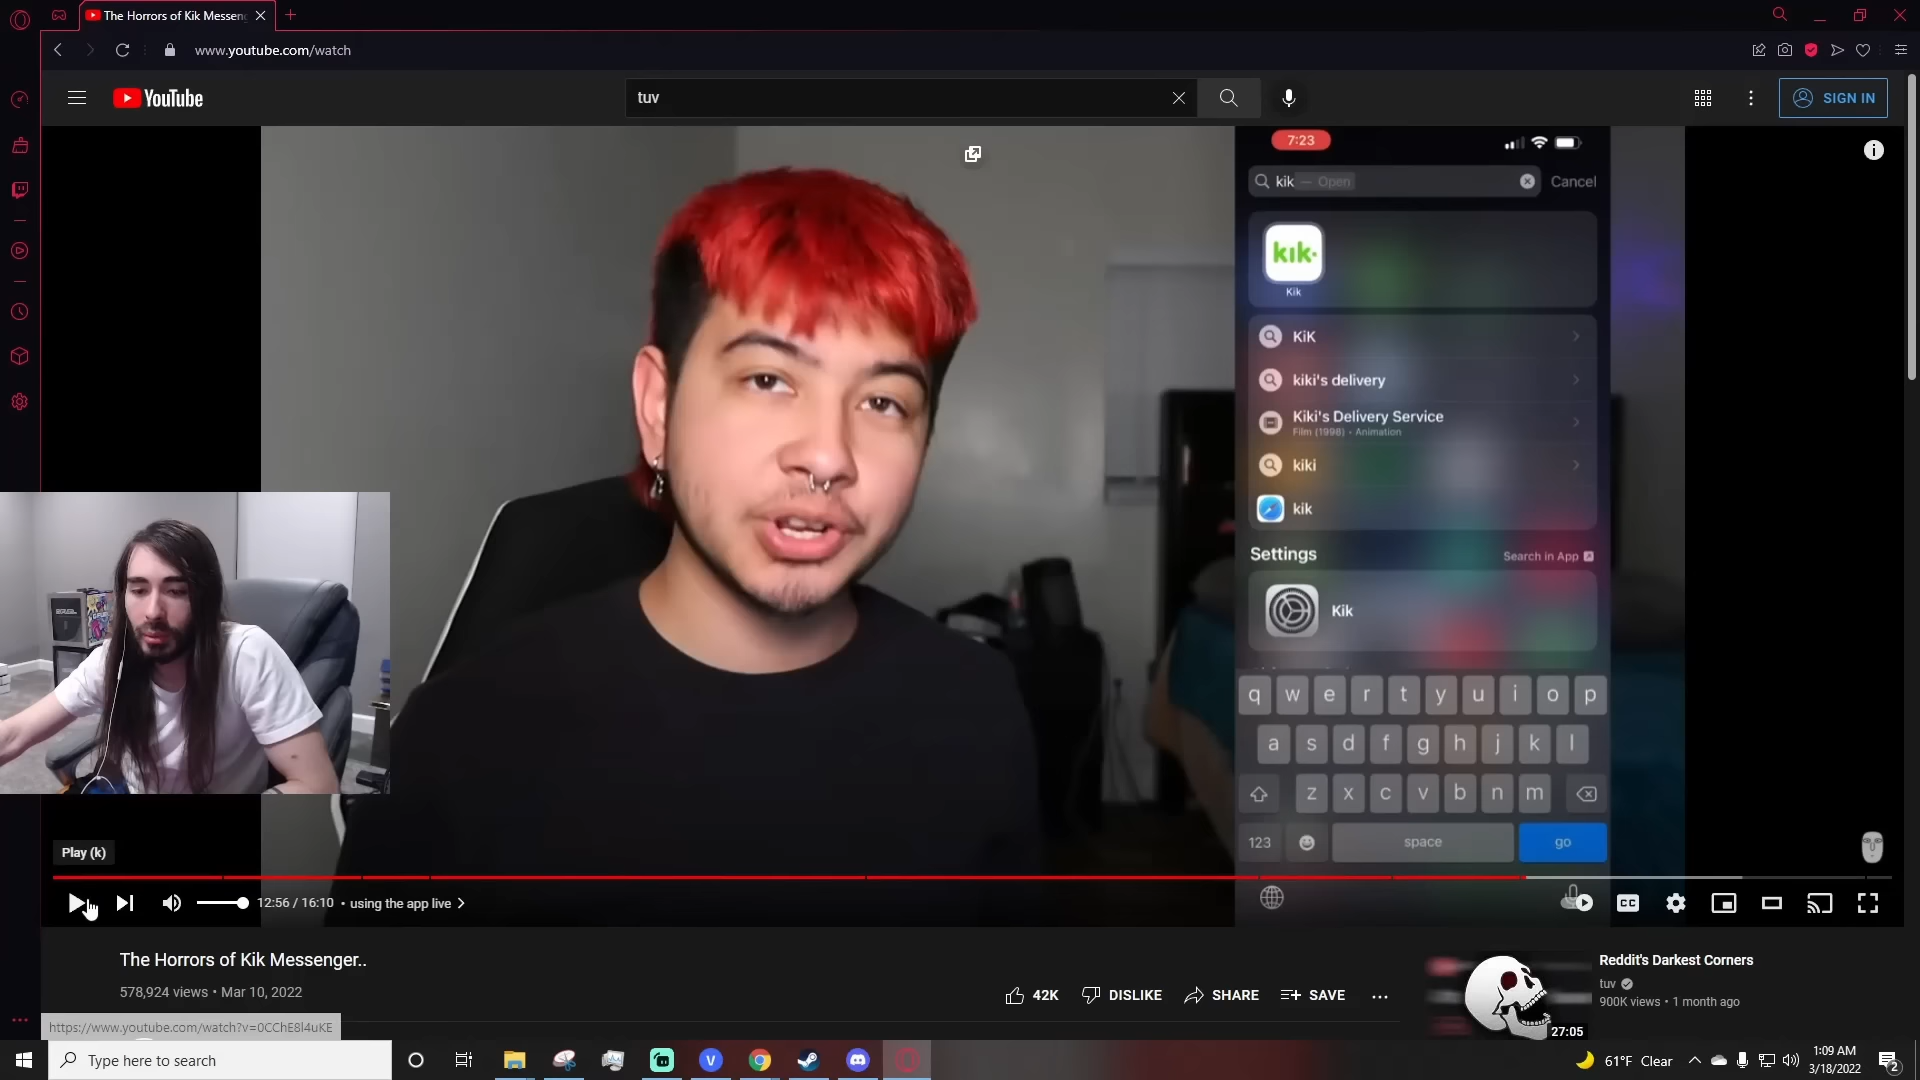 The Horrors of Kik Messeng
www.youtube.com/watch
YouTube
tuv
SIGN IN
7:23
kik — Open
Cancel
kik
Kik
KiK
kiki's delivery
Kiki's Delivery Service
Film (1998) • Animation
kiki
kik
Settings
Search in App
Kik
q w e r t y u i o p
a s d f g h j k l
z x c v b n m
123
space
go
Play (k)
12:56 / 16:10 • using the app live
CC
The Horrors of Kik Messenger..
578,924 views • Mar 10, 2022
42K
DISLIKE
SHARE
SAVE
Reddit's Darkest Corners
tuv
900K views • 1 month ago
27:05
https://www.youtube.com/watch?v=0CChE8l4uKE
Type here to search
61°F Clear
1:09 AM
3/18/2022
2